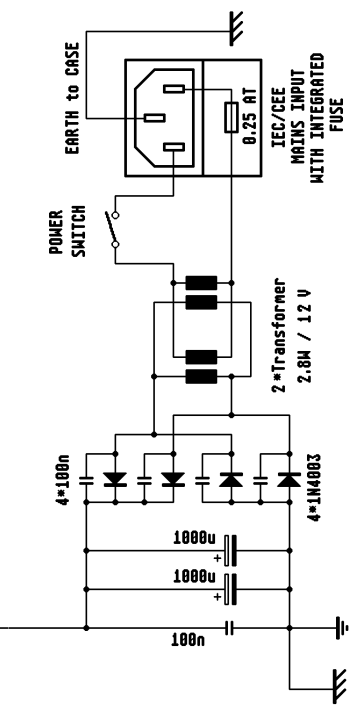 EARTH to CASE
0.25 AT
IEC/CEE
MAINS INPUT
WITH INTEGRATED
FUSE
POWER
SWITCH
2*Transformer
2.8W / 12 V
4*100n
4*1N4003
1000u
+
1000u
+
100n